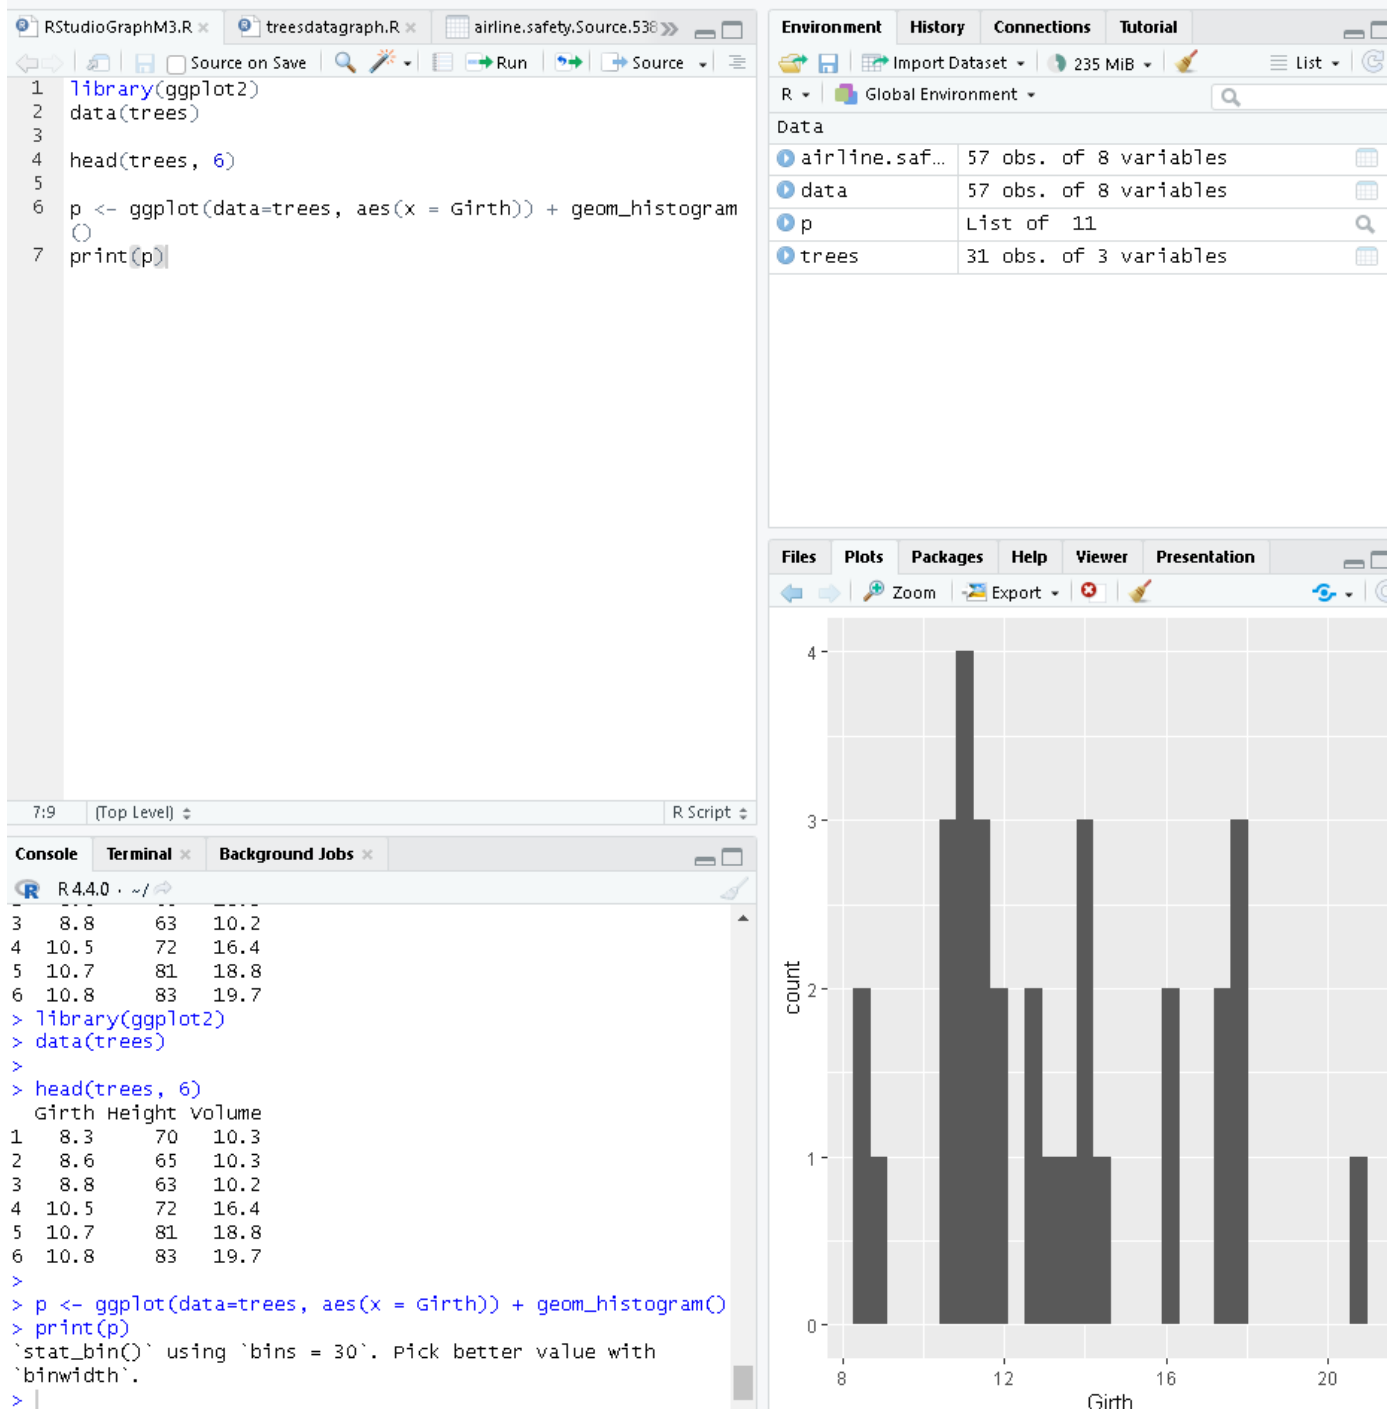 RStudioGraphM3.R
treesdatagraph.R
airline.safety.Source.538
Source on Save
Run
Source
1 library(ggplot2)
2 data(trees)
3
4 head(trees, 6)
5
6 p <- ggplot(data=trees, aes(x = Girth)) + geom_histogram
()
7 print(p)
7:9 (Top Level) R Script
Console Terminal Background Jobs
R 4.4.0 · ~/
3 8.8 63 10.2
4 10.5 72 16.4
5 10.7 81 18.8
6 10.8 83 19.7
> library(ggplot2)
> data(trees)
>
> head(trees, 6)
Girth Height Volume
1 8.3 70 10.3
2 8.6 65 10.3
3 8.8 63 10.2
4 10.5 72 16.4
5 10.7 81 18.8
6 10.8 83 19.7
>
> p <- ggplot(data=trees, aes(x = Girth)) + geom_histogram()
> print(p)
`stat_bin()` using `bins = 30`. Pick better value with
`binwidth`.
>
Environment History Connections Tutorial
Import Dataset 235 MiB List
R Global Environment
Data
airline.saf… 57 obs. of 8 variables
data 57 obs. of 8 variables
p List of 11
trees 31 obs. of 3 variables
Files Plots Packages Help Viewer Presentation
Zoom Export
4
3
2
1
0
count
8 12 16 20
Girth